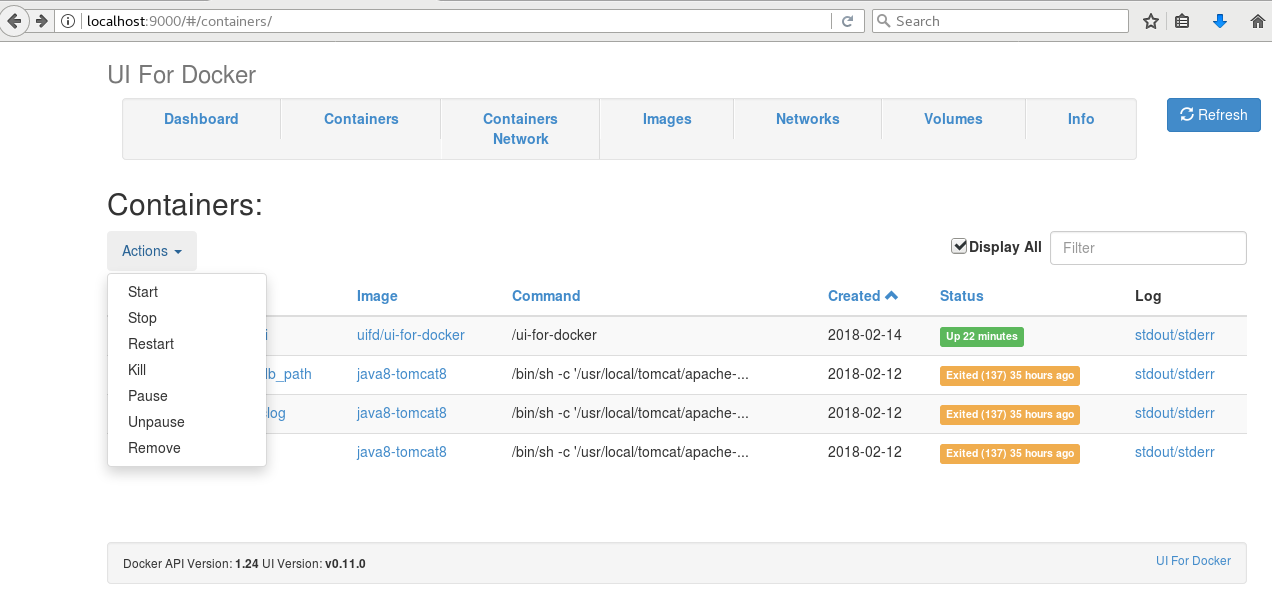 localhost:9000/#/containers/
Search
UI For Docker
Dashboard
Containers
Containers
Network
Images
Networks
Volumes
Info
Refresh
Containers:
Actions
Display All
Filter
Start
Stop
Restart
Kill
Pause
Unpause
Remove
Image Command Created Status Log
i uifd/ui-for-docker /ui-for-docker 2018-02-14 Up 22 minutes stdout/stderr
lb_path java8-tomcat8 /bin/sh -c '/usr/local/tomcat/apache-... 2018-02-12 Exited (137) 35 hours ago stdout/stderr
log java8-tomcat8 /bin/sh -c '/usr/local/tomcat/apache-... 2018-02-12 Exited (137) 35 hours ago stdout/stderr
java8-tomcat8 /bin/sh -c '/usr/local/tomcat/apache-... 2018-02-12 Exited (137) 35 hours ago stdout/stderr
Docker API Version: 1.24 UI Version: v0.11.0
UI For Docker